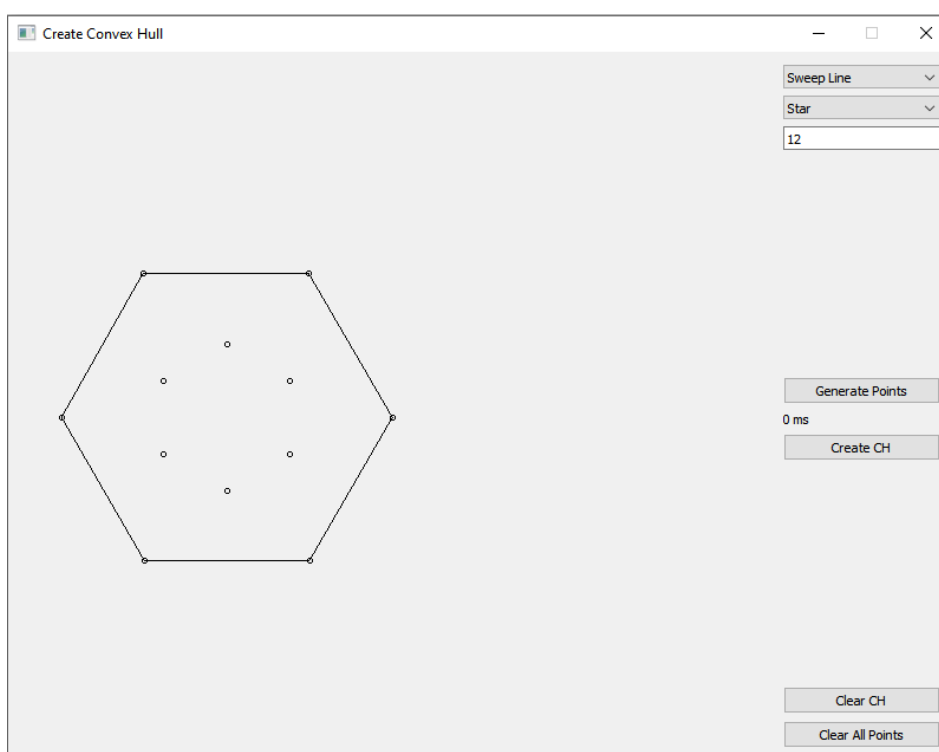 Create Convex Hull
Sweep Line
Star
12
Generate Points
0 ms
Create CH
Clear CH
Clear All Points